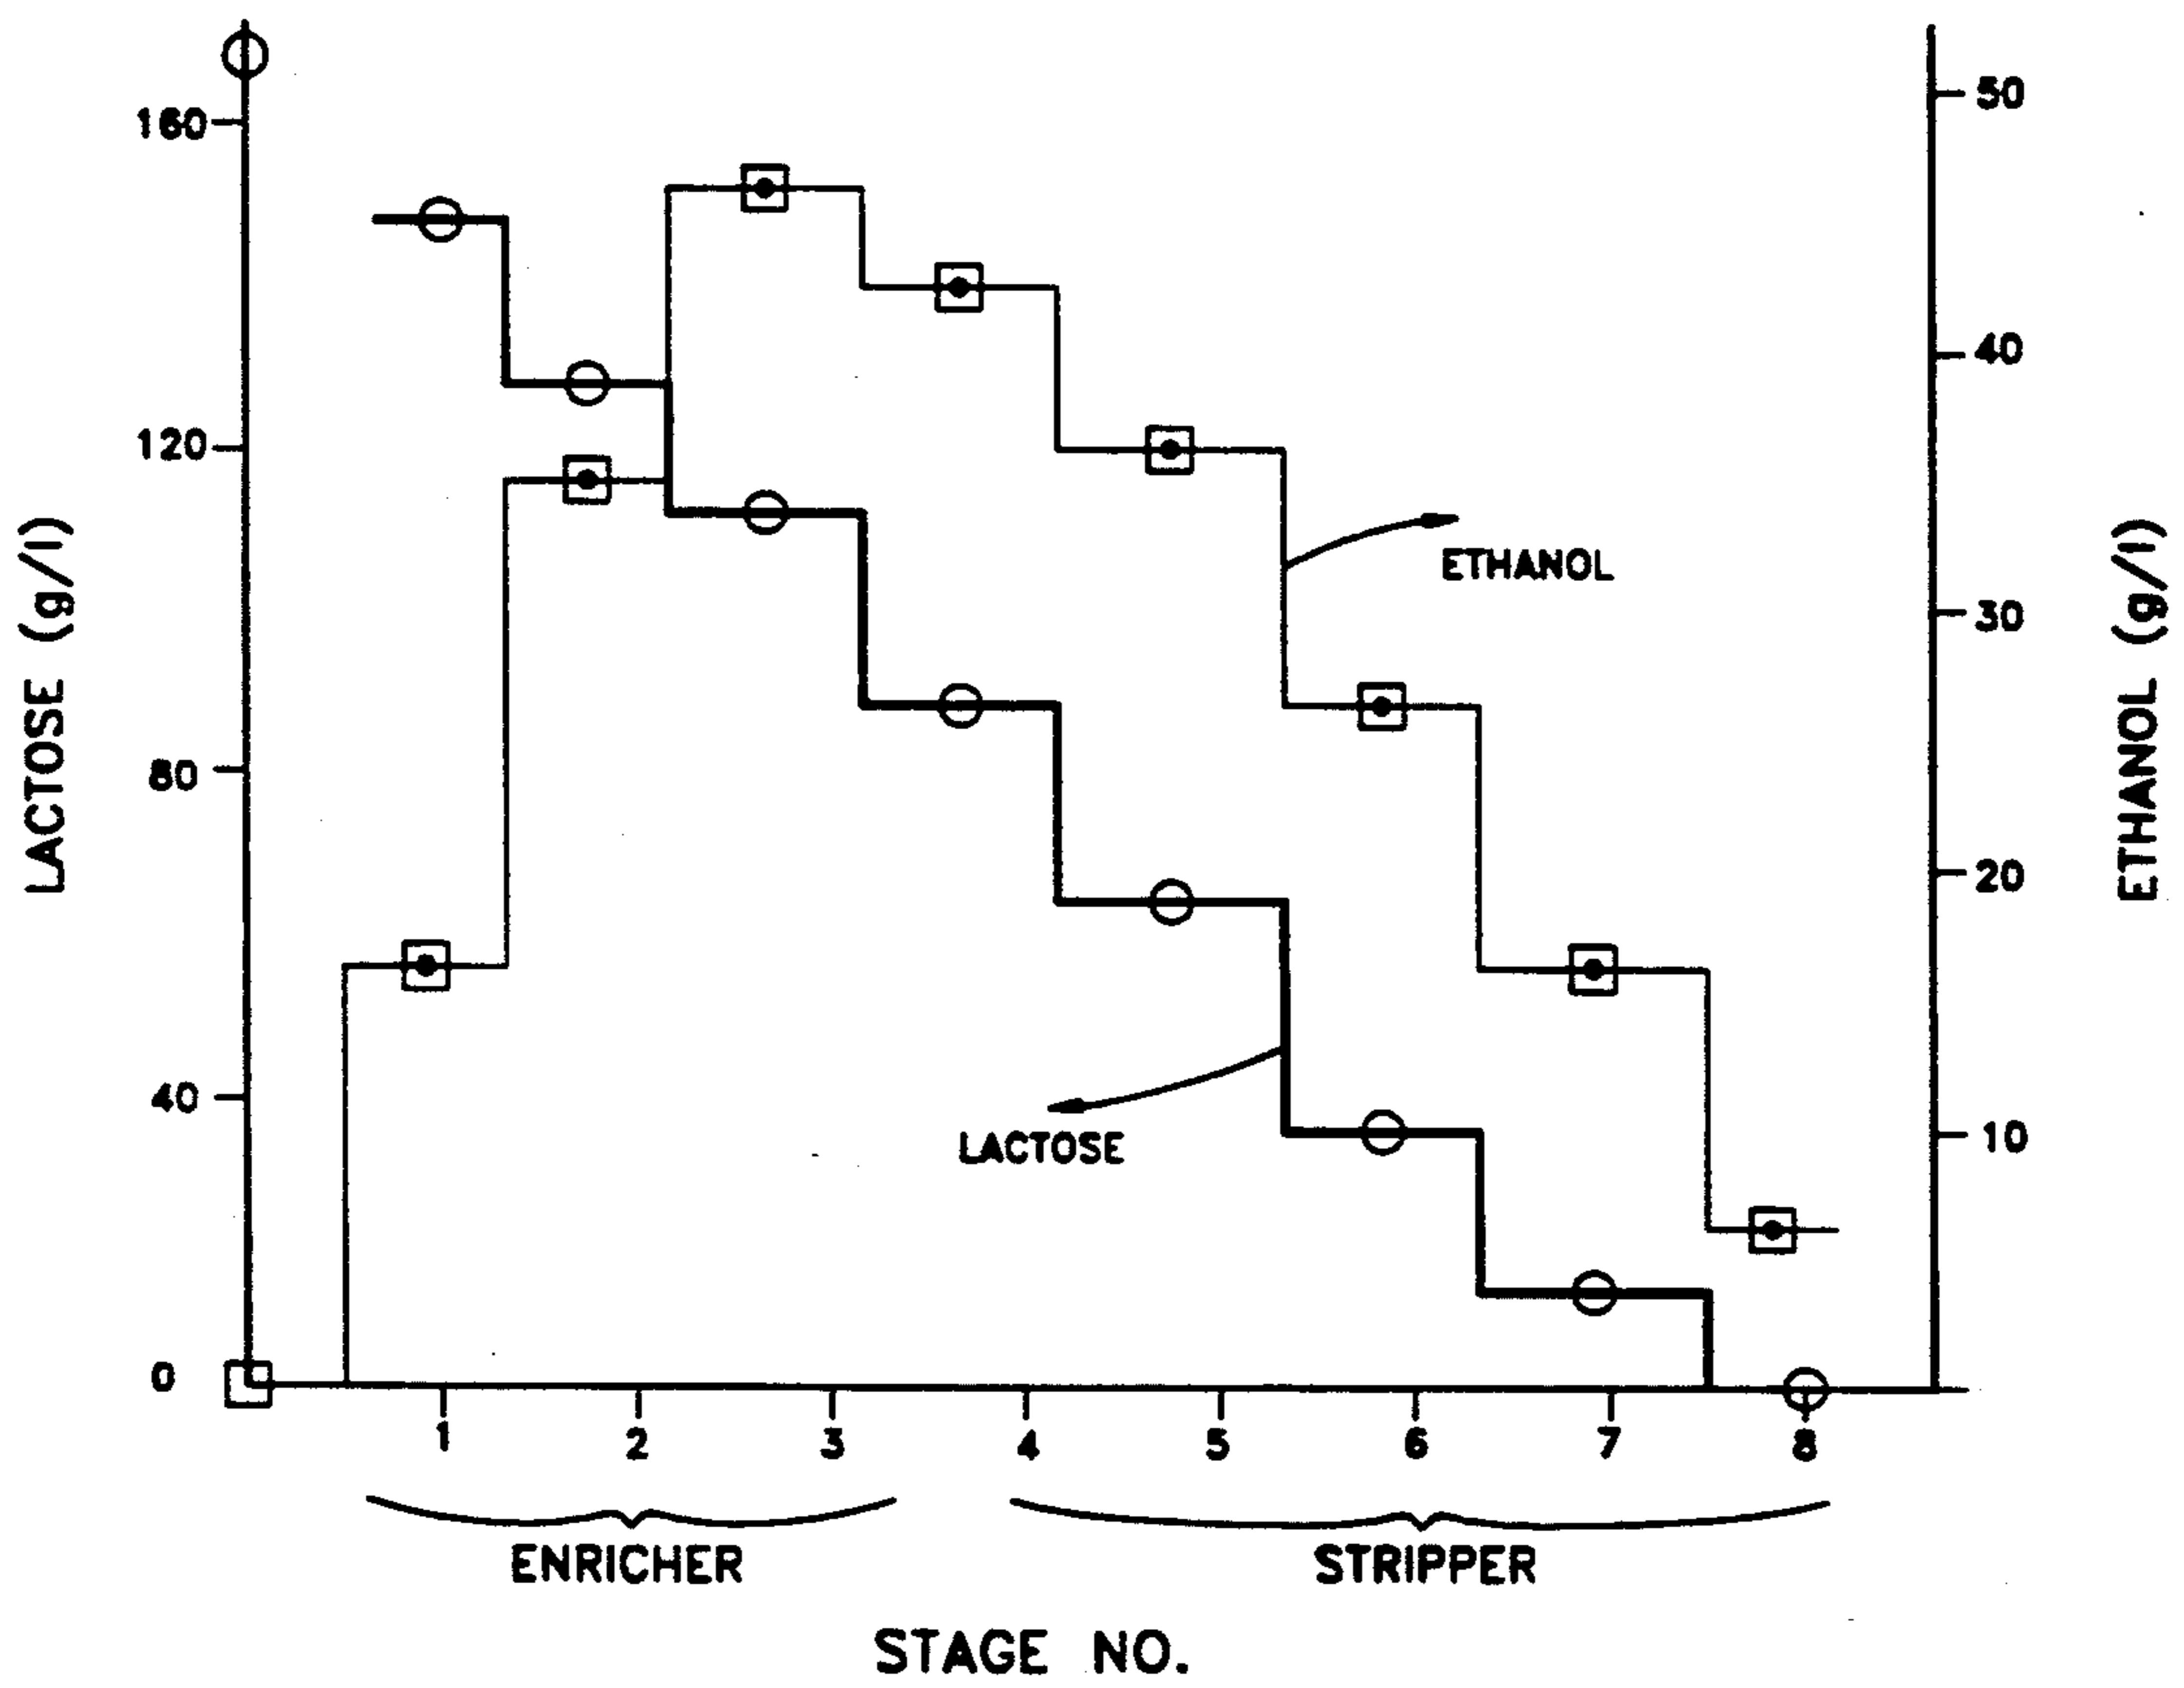 LACTOSE (g/l)
160
120
80
40
0
50
40
30
20
10
ETHANOL (g/l)
ETHANOL
LACTOSE
1 2 3 4 5 6 7 8
ENRICHER STRIPPER
STAGE NO.